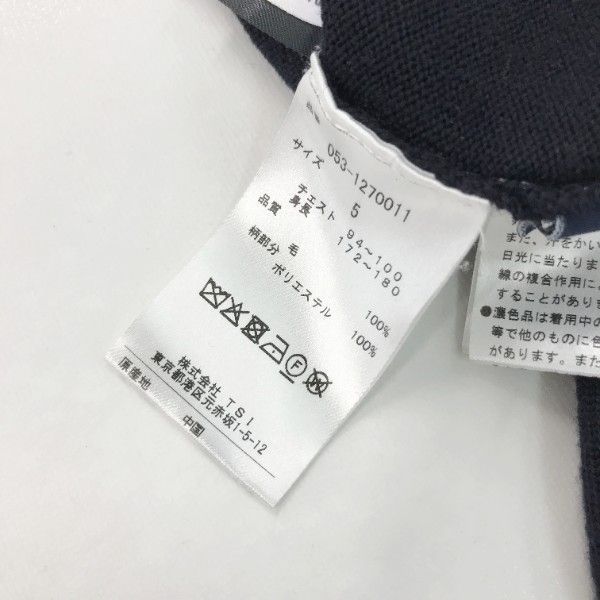 品番 053-1270011
サイズ 5
チェスト 94～100
身長 172～180
品質 毛 100%
柄部分 ポリエステル 100%
F
W
株式会社 TSI
東京都港区元赤坂1-5-12
原産地 中国
また、汗をかい
日光に当たりま
線の複合作用によ
することがありま
●濃色品は着用中の
等で他のものに色
があります。また